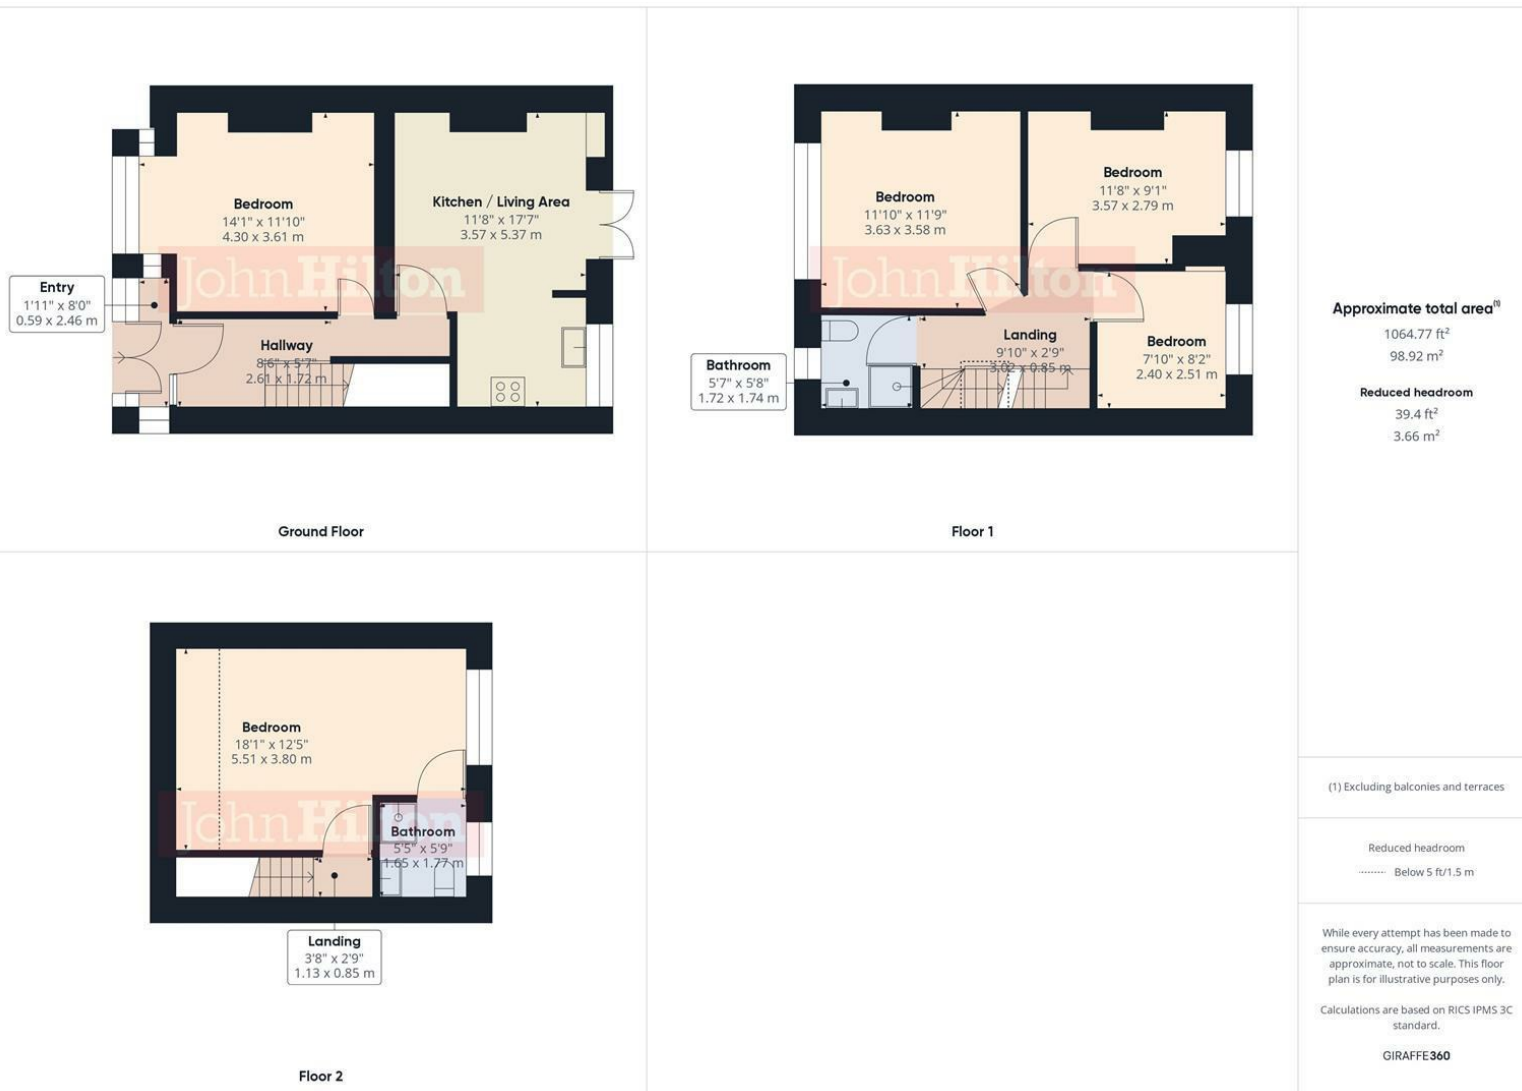 Bedroom
14'1" x 11'10"
4.30 x 3.61 m
Kitchen / Living Area
11'8" x 17'7"
3.57 x 5.37 m
John Hilton
Entry
1'11" x 8'0"
0.59 x 2.46 m
Hallway
8'6" x 5'7"
2.61 x 1.72 m
Ground Floor
Bedroom
11'10" x 11'9"
3.63 x 3.58 m
Bedroom
11'8" x 9'1"
3.57 x 2.79 m
John Hilton
Landing
9'10" x 2'9"
3.02 x 0.85 m
Bedroom
7'10" x 8'2"
2.40 x 2.51 m
Bathroom
5'7" x 5'8"
1.72 x 1.74 m
Floor 1
Bedroom
18'1" x 12'5"
5.51 x 3.80 m
John Hilton
Bathroom
5'5" x 5'9"
1.65 x 1.77 m
Landing
3'8" x 2'9"
1.13 x 0.85 m
Floor 2
Approximate total area(1)
1064.77 ft²
98.92 m²
Reduced headroom
39.4 ft²
3.66 m²
(1) Excluding balconies and terraces
Reduced headroom
Below 5 ft/1.5 m
While every attempt has been made to
ensure accuracy, all measurements are
approximate, not to scale. This floor
plan is for illustrative purposes only.
Calculations are based on RICS IPMS 3C
standard.
GIRAFFE360